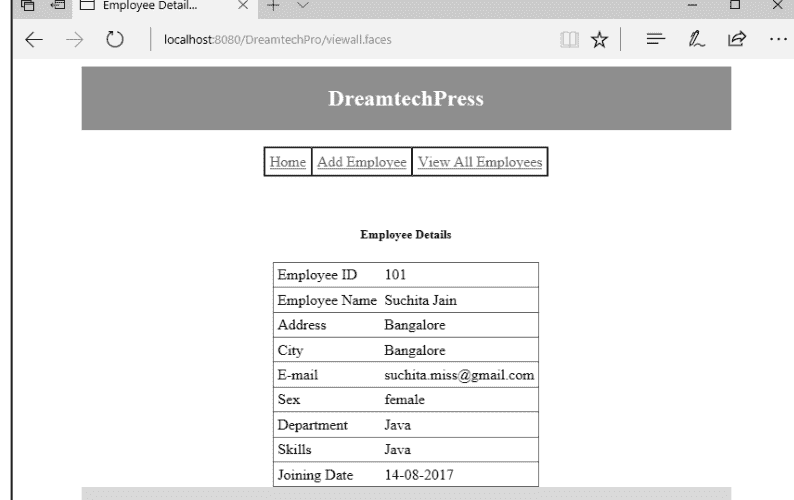 Employee Detail...
localhost:8080/DreamtechPro/viewall.faces
DreamtechPress
Home Add Employee View All Employees
Employee Details
Employee ID 101
Employee Name Suchita Jain
Address Bangalore
City Bangalore
E-mail suchita.miss@gmail.com
Sex female
Department Java
Skills Java
Joining Date 14-08-2017